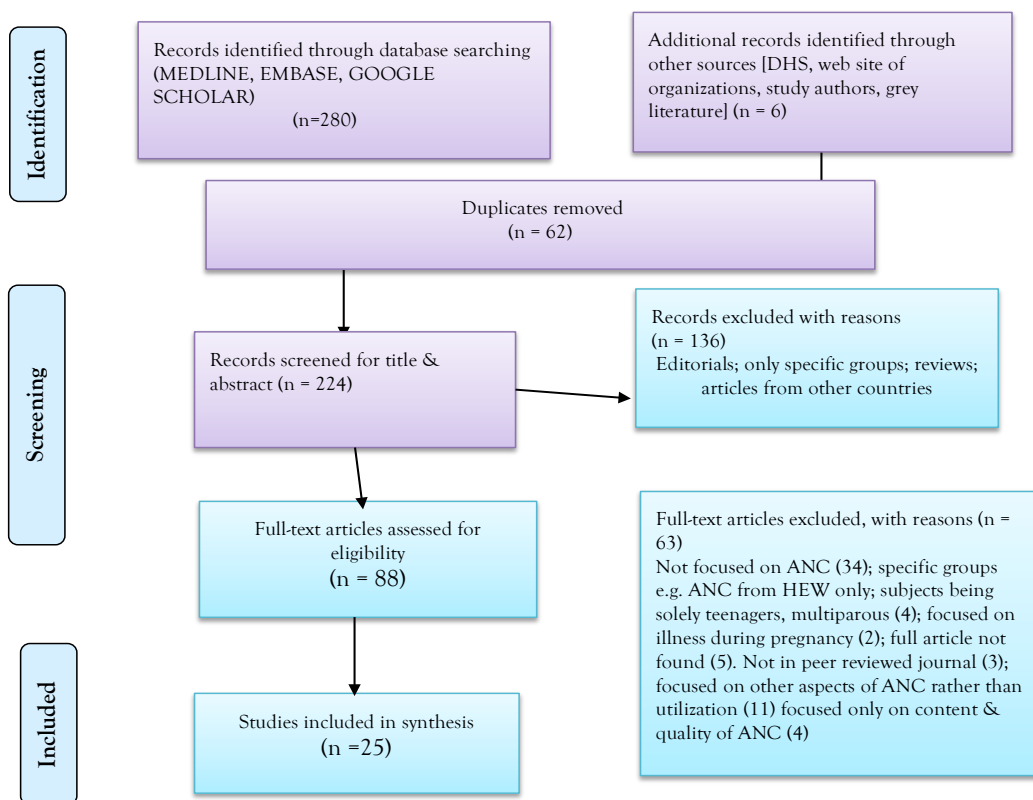 Identification
Records identified through database searching
(MEDLINE, EMBASE, GOOGLE
SCHOLAR)
(n=280)
Additional records identified through
other sources [DHS, web site of
organizations, study authors, grey
literature] (n = 6)
Duplicates removed
(n = 62)
Screening
Records screened for title &
abstract (n = 224)
Records excluded with reasons
(n = 136)
Editorials; only specific groups; reviews;
articles from other countries
Full-text articles assessed for
eligibility
(n = 88)
Full-text articles excluded, with reasons (n =
63)
Not focused on ANC (34); specific groups
e.g. ANC from HEW only; subjects being
solely teenagers, multiparous (4); focused on
illness during pregnancy (2); full article not
found (5). Not in peer reviewed journal (3);
focused on other aspects of ANC rather than
utilization (11) focused only on content &
quality of ANC (4)
Included
Studies included in synthesis
(n =25)